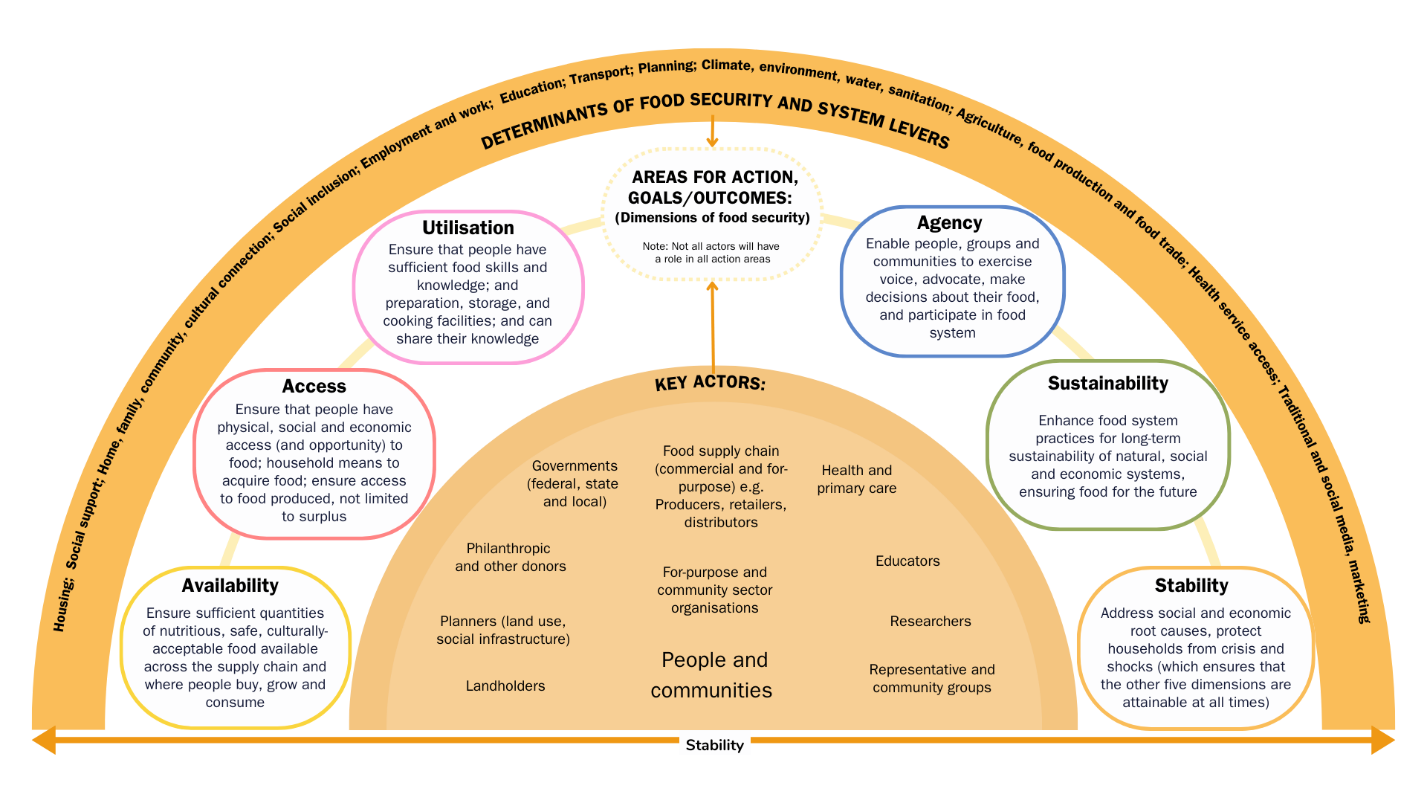 Housing;  Social support; Home, family, community, cultural connection; Social inclusion; Employment and work;  Education; Transport; Planning; Climate, environment, water, sanitation; Agriculture, food production and food trade; Health service access; Traditional and social media, marketing
DETERMINANTS OF FOOD SECURITY AND SYSTEM LEVERS
AREAS FOR ACTION,
GOALS/OUTCOMES:
(Dimensions of food security)
Note: Not all actors will have
a role in all action areas
Utilisation
Ensure that people have
sufficient food skills and
knowledge; and
preparation, storage, and
cooking facilities; and can
share their knowledge
Agency
Enable people, groups and
communities to exercise
voice, advocate, make
decisions about their food,
and participate in food
system
Access
Ensure that people have
physical, social and economic
access (and opportunity) to
food; household means to
acquire food; ensure access
to food produced, not limited
to surplus
Sustainability
Enhance food system
practices for long-term
sustainability of natural, social
and economic systems,
ensuring food for the future
Availability
Ensure sufficient quantities
of nutritious, safe, culturally-
acceptable food available
across the supply chain and
where people buy, grow and
consume
Stability
Address social and economic
root causes, protect
households from crisis and
shocks (which ensures that
the other five dimensions are
attainable at all times)
KEY ACTORS:
Governments
(federal, state
and local)
Food supply chain
(commercial and for-
purpose) e.g.
Producers, retailers,
distributors
Health and
primary care
Philanthropic
and other donors
For-purpose and
community sector
organisations
Educators
Planners (land use,
social infrastructure)
Researchers
Landholders
People and
communities
Representative and
community groups
Stability